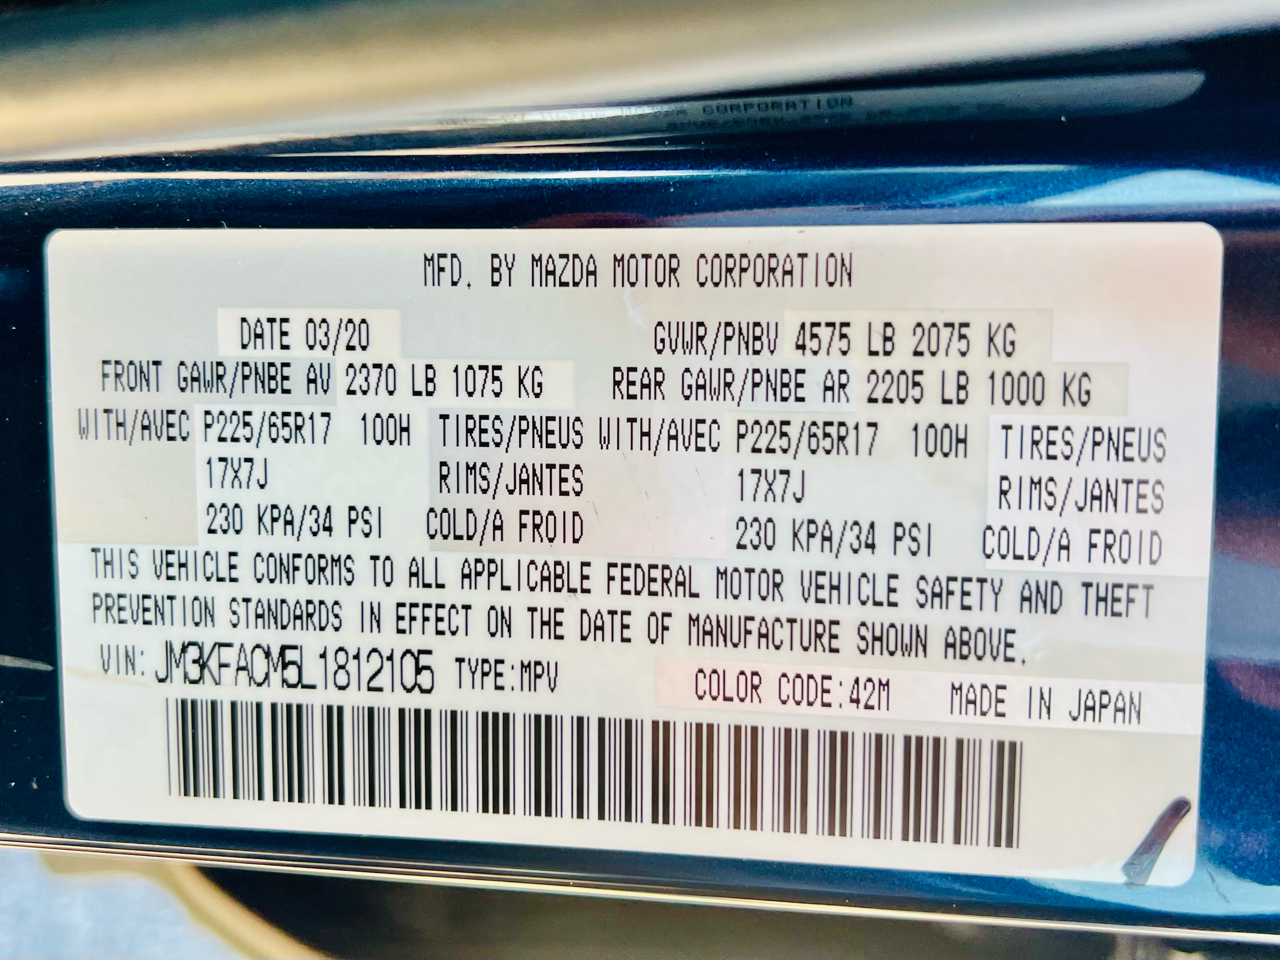 MFD. BY MAZDA MOTOR CORPORATION
DATE 03/20 GVWR/PNBV 4575 LB 2075 KG
FRONT GAWR/PNBE AV 2370 LB 1075 KG REAR GAWR/PNBE AR 2205 LB 1000 KG
WITH/AVEC P225/65R17 100H TIRES/PNEUS WITH/AVEC P225/65R17 100H TIRES/PNEUS
17X7J RIMS/JANTES 17X7J RIMS/JANTES
230 KPA/34 PSI COLD/A FROID 230 KPA/34 PSI COLD/A FROID
THIS VEHICLE CONFORMS TO ALL APPLICABLE FEDERAL MOTOR VEHICLE SAFETY AND THEFT
PREVENTION STANDARDS IN EFFECT ON THE DATE OF MANUFACTURE SHOWN ABOVE.
VIN: JM3KFACM5L1812105 TYPE:MPV COLOR CODE:42M MADE IN JAPAN